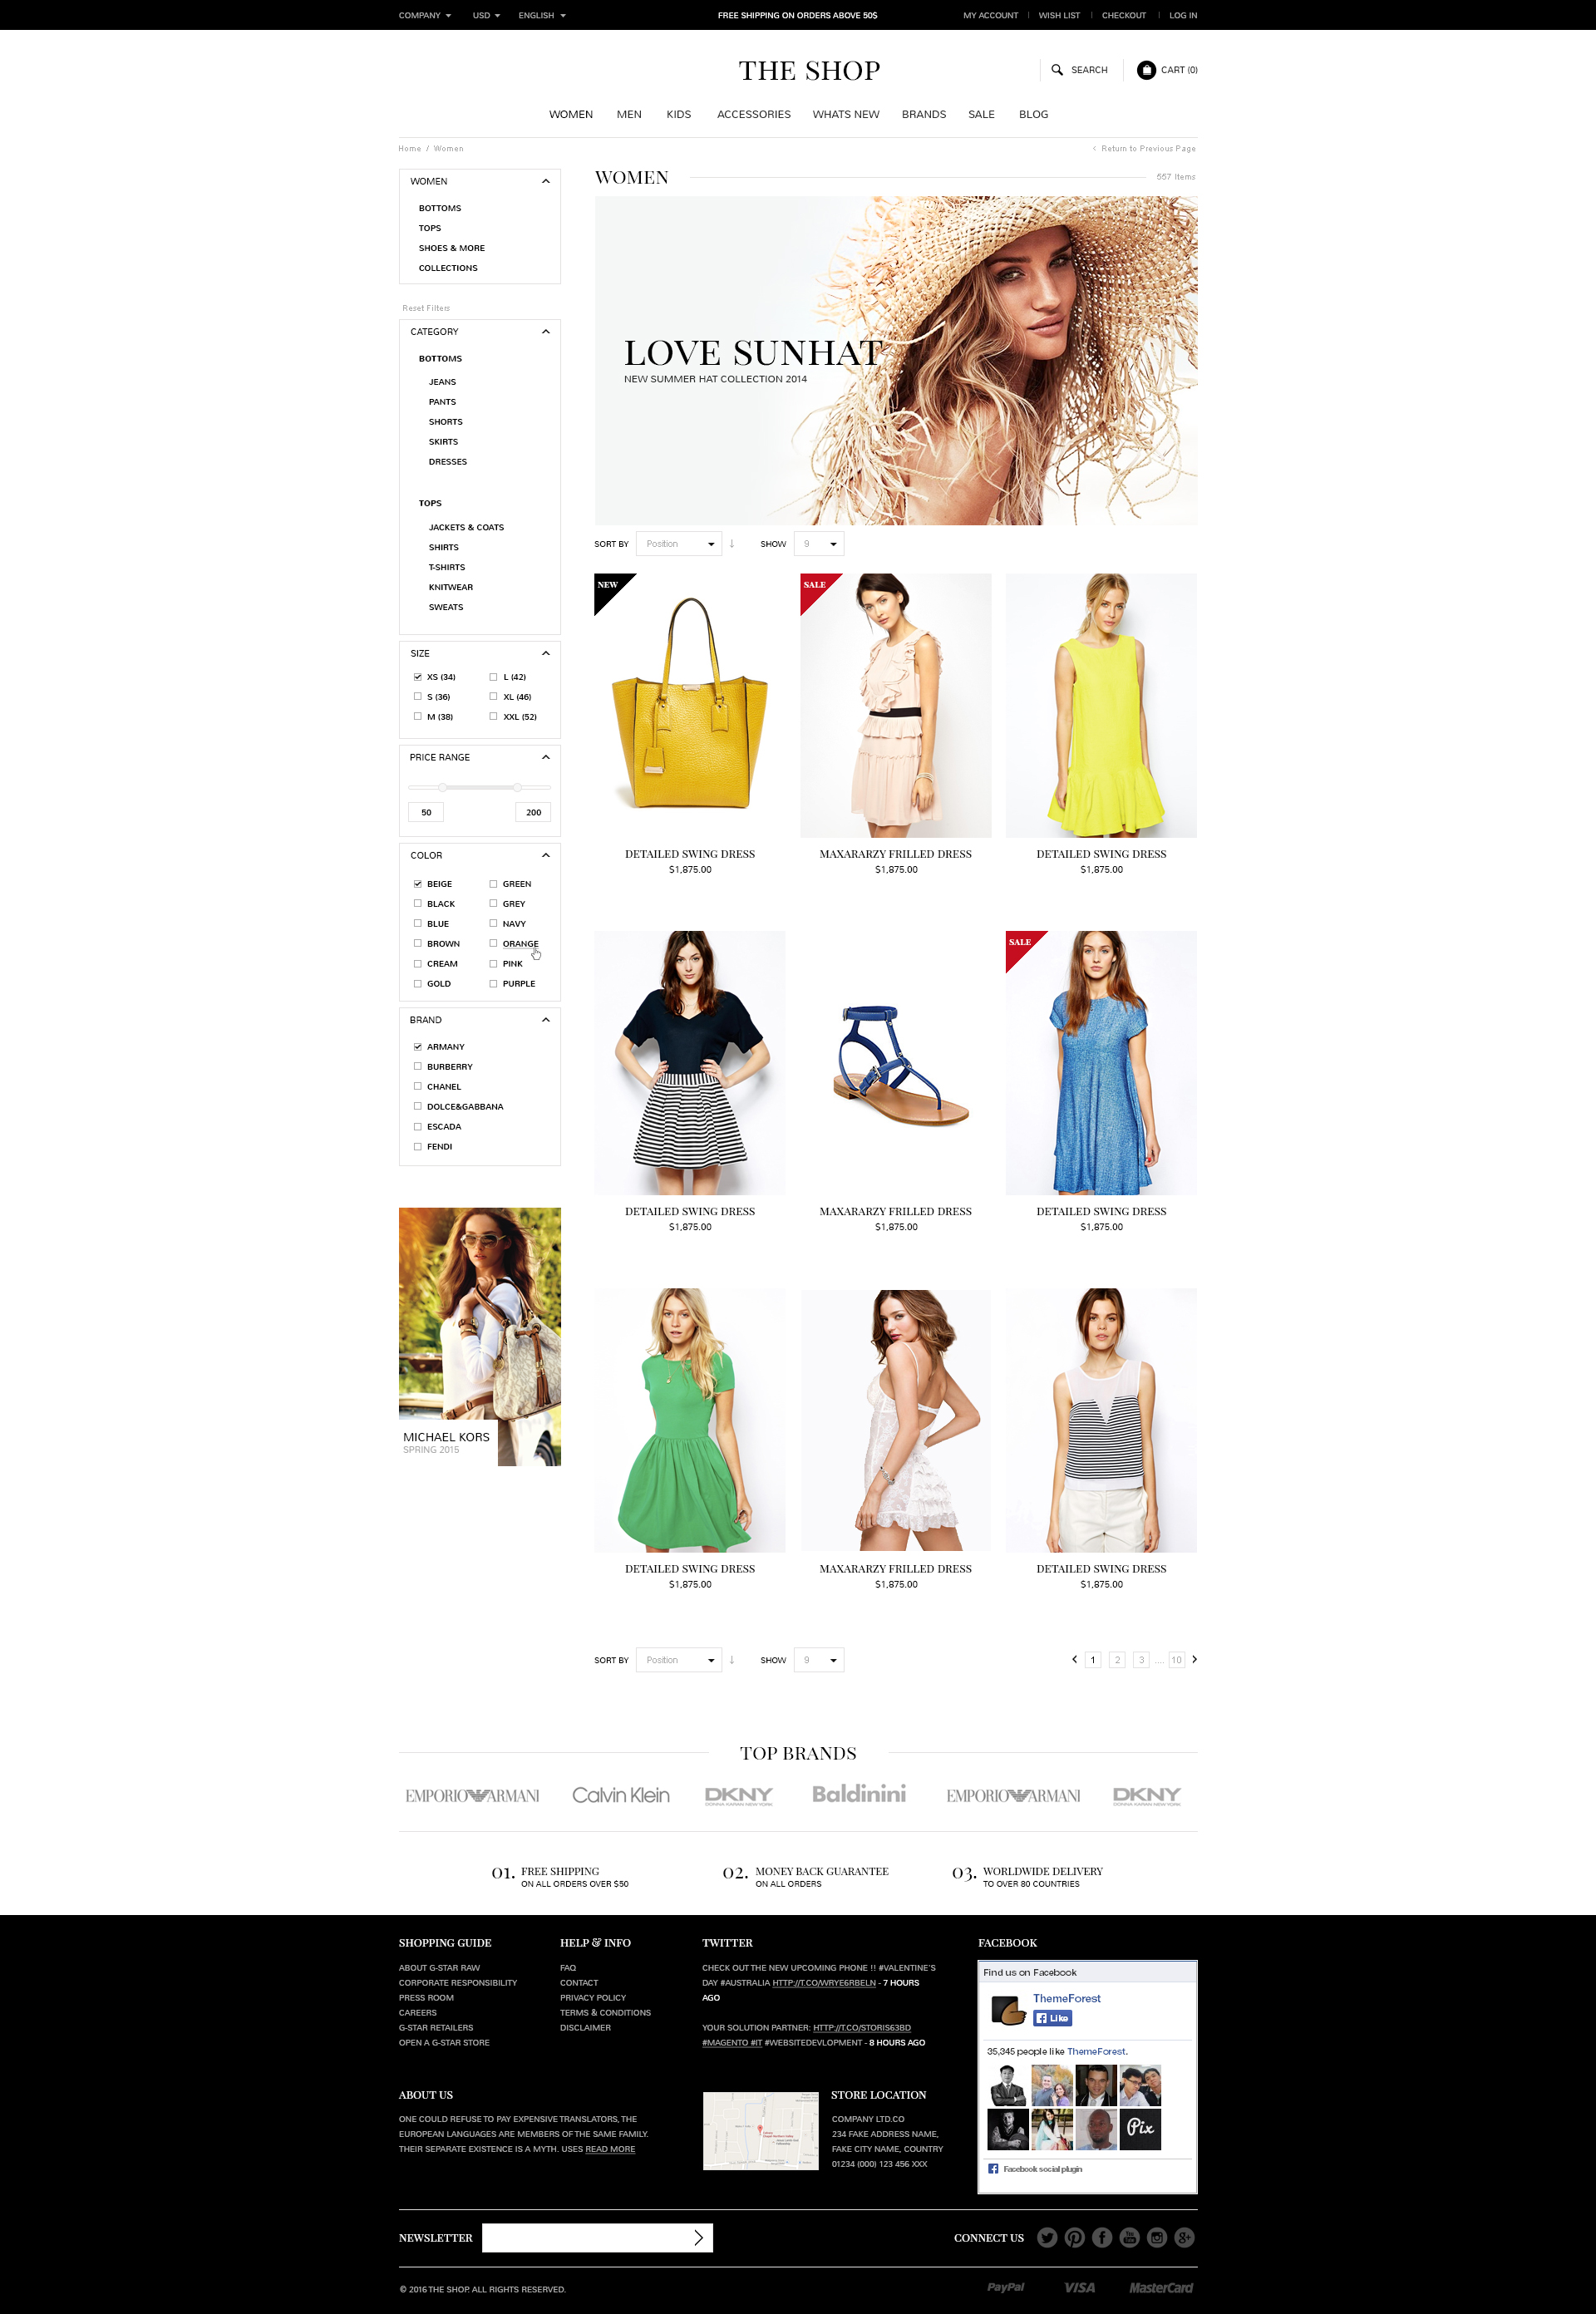 COMPANY USD ENGLISH FREE SHIPPING ON ORDERS ABOVE 50$ MY ACCOUNT WISH LIST CHECKOUT LOG IN
THE SHOP
SEARCH CART (0)
WOMEN MEN KIDS ACCESSORIES WHATS NEW BRANDS SALE BLOG
Home / Women
< Return to Previous Page
WOMEN
BOTTOMS
TOPS
SHOES & MORE
COLLECTIONS
Reset Filters
CATEGORY
BOTTOMS
JEANS
PANTS
SHORTS
SKIRTS
DRESSES
TOPS
JACKETS & COATS
SHIRTS
T-SHIRTS
KNITWEAR
SWEATS
SIZE
XS (34) L (42)
S (36) XL (46)
M (38) XXL (52)
PRICE RANGE
50 200
COLOR
BEIGE GREEN
BLACK GREY
BLUE NAVY
BROWN ORANGE
CREAM PINK
GOLD PURPLE
BRAND
ARMANY
BURBERRY
CHANEL
DOLCE&GABBANA
ESCADA
FENDI
MICHAEL KORS
SPRING 2015
WOMEN 667 Items
LOVE SUNHAT
NEW SUMMER HAT COLLECTION 2014
SORT BY Position SHOW 9
NEW SALE
DETAILED SWING DRESS MAXARARZY FRILLED DRESS DETAILED SWING DRESS
$1,875.00 $1,875.00 $1,875.00
SALE
DETAILED SWING DRESS MAXARARZY FRILLED DRESS DETAILED SWING DRESS
$1,875.00 $1,875.00 $1,875.00
DETAILED SWING DRESS MAXARARZY FRILLED DRESS DETAILED SWING DRESS
$1,875.00 $1,875.00 $1,875.00
SORT BY Position SHOW 9 1 2 3 .... 10
TOP BRANDS
EMPORIO ARMANI Calvin Klein DKNY Baldinini EMPORIO ARMANI DKNY
DONNA KARAN NEW YORK DONNA KARAN NEW YORK
01. FREE SHIPPING
ON ALL ORDERS OVER $50
02. MONEY BACK GUARANTEE
ON ALL ORDERS
03. WORLDWIDE DELIVERY
TO OVER 80 COUNTRIES
SHOPPING GUIDE
ABOUT G-STAR RAW
CORPORATE RESPONSIBILITY
PRESS ROOM
CAREERS
G-STAR RETAILERS
OPEN A G-STAR STORE
HELP & INFO
FAQ
CONTACT
PRIVACY POLICY
TERMS & CONDITIONS
DISCLAIMER
TWITTER
CHECK OUT THE NEW UPCOMING PHONE !! #VALENTINE'S
DAY #AUSTRALIA HTTP://T.CO/WRYE6RBELN - 7 HOURS
AGO
YOUR SOLUTION PARTNER: HTTP://T.CO/STORIS63BD
#MAGENTO #IT #WEBSITEDEVLOPMENT - 8 HOURS AGO
FACEBOOK
Find us on Facebook
ThemeForest
Like
35,345 people like ThemeForest.
Pix
Facebook social plugin
ABOUT US
ONE COULD REFUSE TO PAY EXPENSIVE TRANSLATORS, THE
EUROPEAN LANGUAGES ARE MEMBERS OF THE SAME FAMILY.
THEIR SEPARATE EXISTENCE IS A MYTH. USES READ MORE
STORE LOCATION
COMPANY LTD.CO
234 FAKE ADDRESS NAME,
FAKE CITY NAME, COUNTRY
01234 (000) 123 456 XXX
NEWSLETTER
CONNECT US
You Tube
© 2016 THE SHOP. ALL RIGHTS RESERVED.
PayPal VISA MasterCard